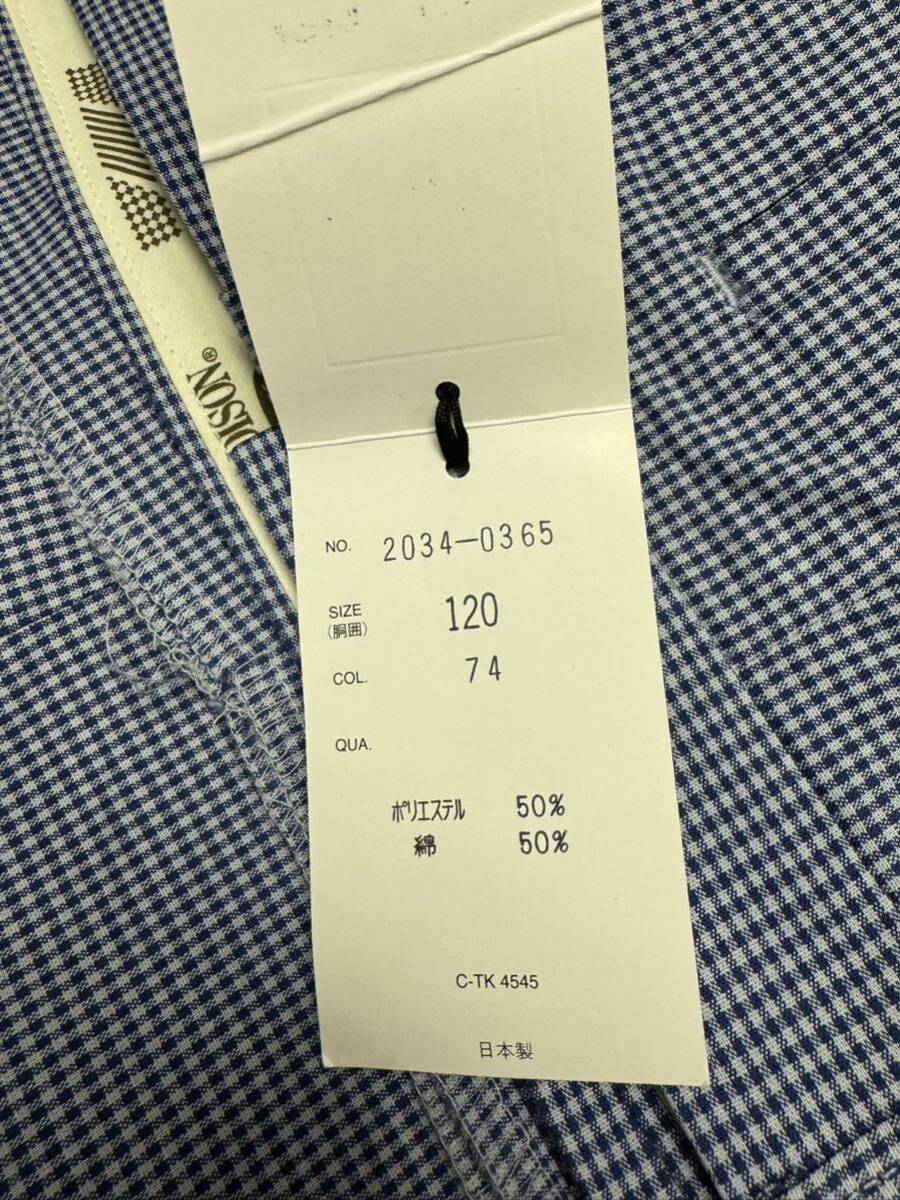 ISON®
NO. 2034-0365
SIZE 120
(胴囲)
COL. 74
QUA.
ポリエステル 50%
綿 50%
C-TK 4545
日本製